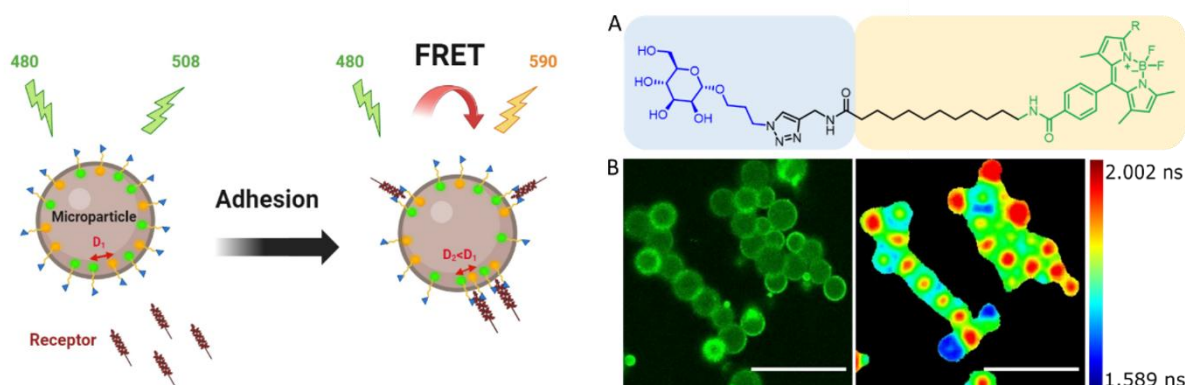 480
508
Microparticle
D₁
Receptor
Adhesion
480
FRET
590
D₂<D₁
A
HO
HO
HO
HO
OH
O
O
N
N=N
N
H
O
H
N
O
R
N
N
B
F
F
B
2.002 ns
1.589 ns